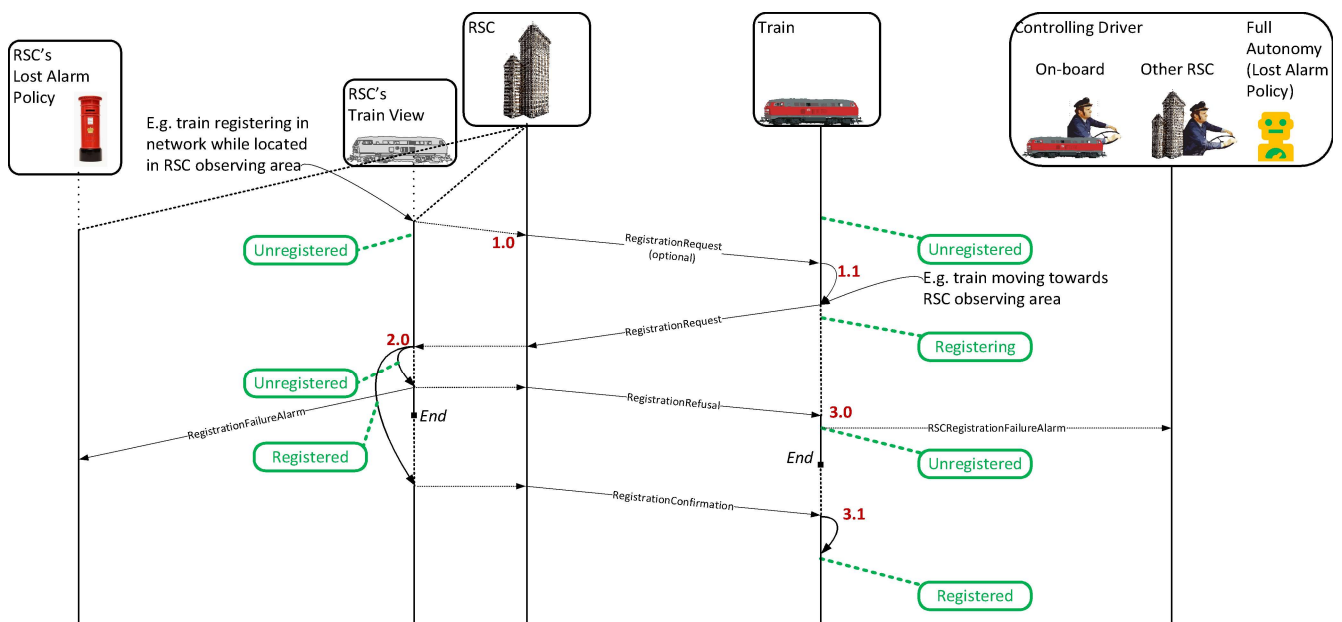 RSC's
Lost Alarm
Policy
RSC's
Train View
RSC
Train
Controlling Driver
On-board
Other RSC
Full
Autonomy
(Lost Alarm
Policy)
E.g. train registering in
network while located
in RSC observing area
Unregistered
1.0
RegistrationRequest
(optional)
Unregistered
1.1
E.g. train moving towards
RSC observing area
RegistrationRequest
Registering
2.0
Unregistered
RegistrationRefusal
3.0
RegistrationFailureAlarm
End
RSCRegistrationFailureAlarm
Registered
End
Unregistered
RegistrationConfirmation
3.1
Registered